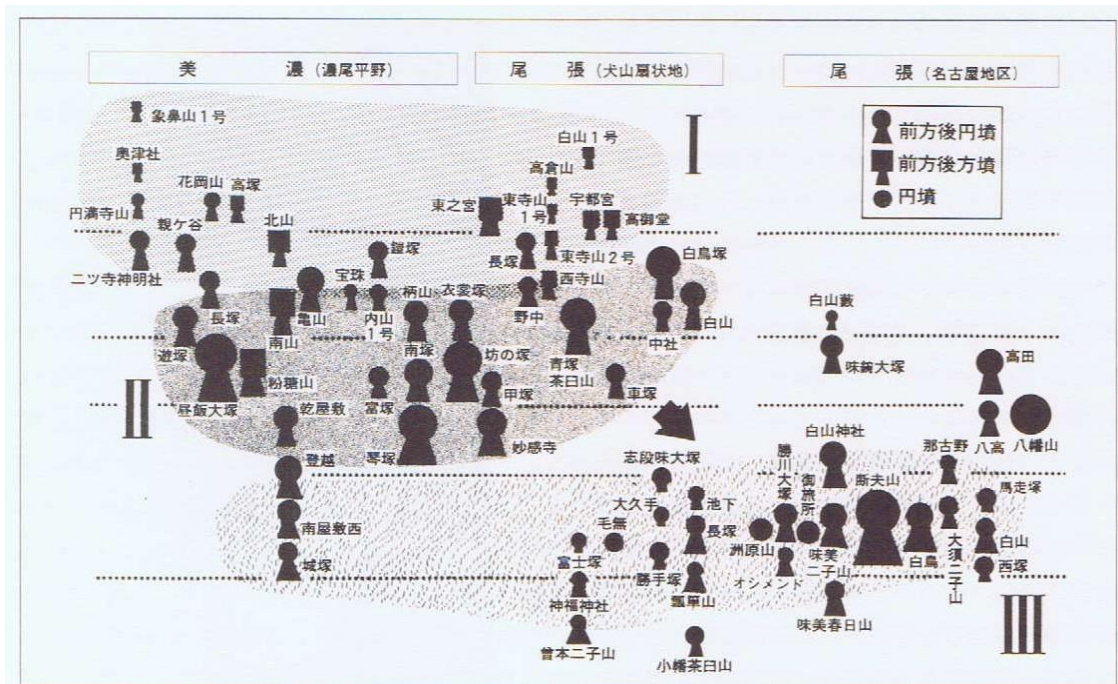 美 濃（濃尾平野）
尾 張（犬山扇状地）
尾 張（名古屋地区）
前方後円墳
前方後方墳
円墳
Ⅰ
象鼻山１号
奥津社
花岡山
高塚
円満寺山
親ケ谷
北山
東之宮
白山１号
高倉山
東寺山
１号
宇都宮
高御堂
二ツ寺神明社
鎧塚
長塚
東寺山２号
白鳥塚
長塚
宝珠
西寺山
亀山
内山
１号
柄山
衣裳塚
野中
中社
白山
白山藪
遊塚
南山
南塚
坊の塚
青塚
茶臼山
味鏡大塚
高田
Ⅱ
昼飯大塚
粉糠山
富塚
甲塚
車塚
乾屋敷
琴塚
妙感寺
白山神社
八高
八幡山
那古野
登越
志段味大塚
勝川大塚
御旅所
断夫山
馬走塚
大久手
池下
南屋敷西
毛無
長塚
洲原山
味美
二子山
白鳥
大須二子山
白山
城塚
富士塚
勝手塚
オシメンド
西塚
神福神社
瓢箪山
味美春日山
Ⅲ
曾本二子山
小幡茶臼山